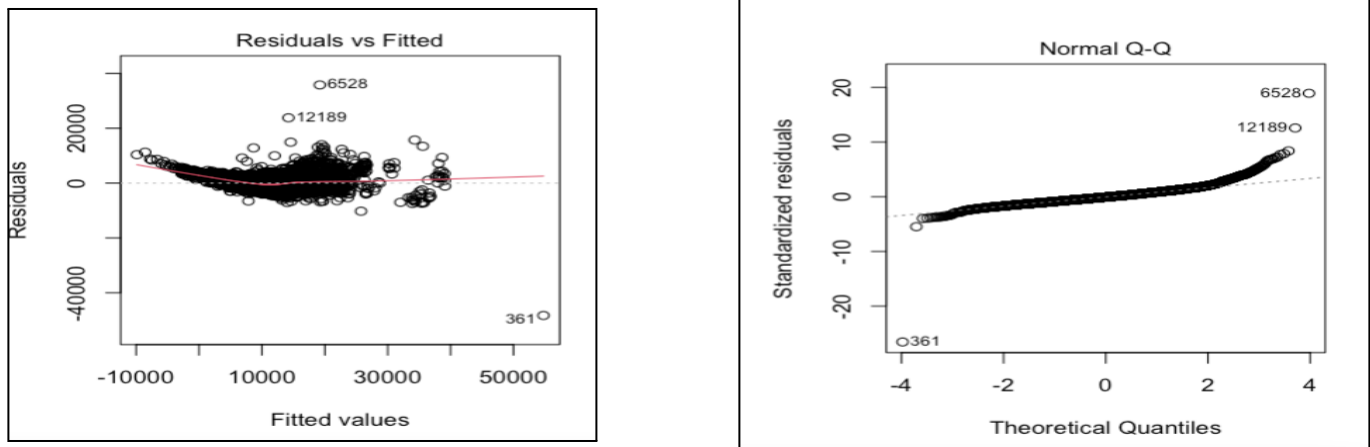 Residuals vs Fitted
Residuals
20000
0
-40000
6528
12189
361
-10000 10000 30000 50000
Fitted values
Normal Q-Q
Standardized residuals
20
10
0
-10
-20
6528
12189
361
-4 -2 0 2 4
Theoretical Quantiles